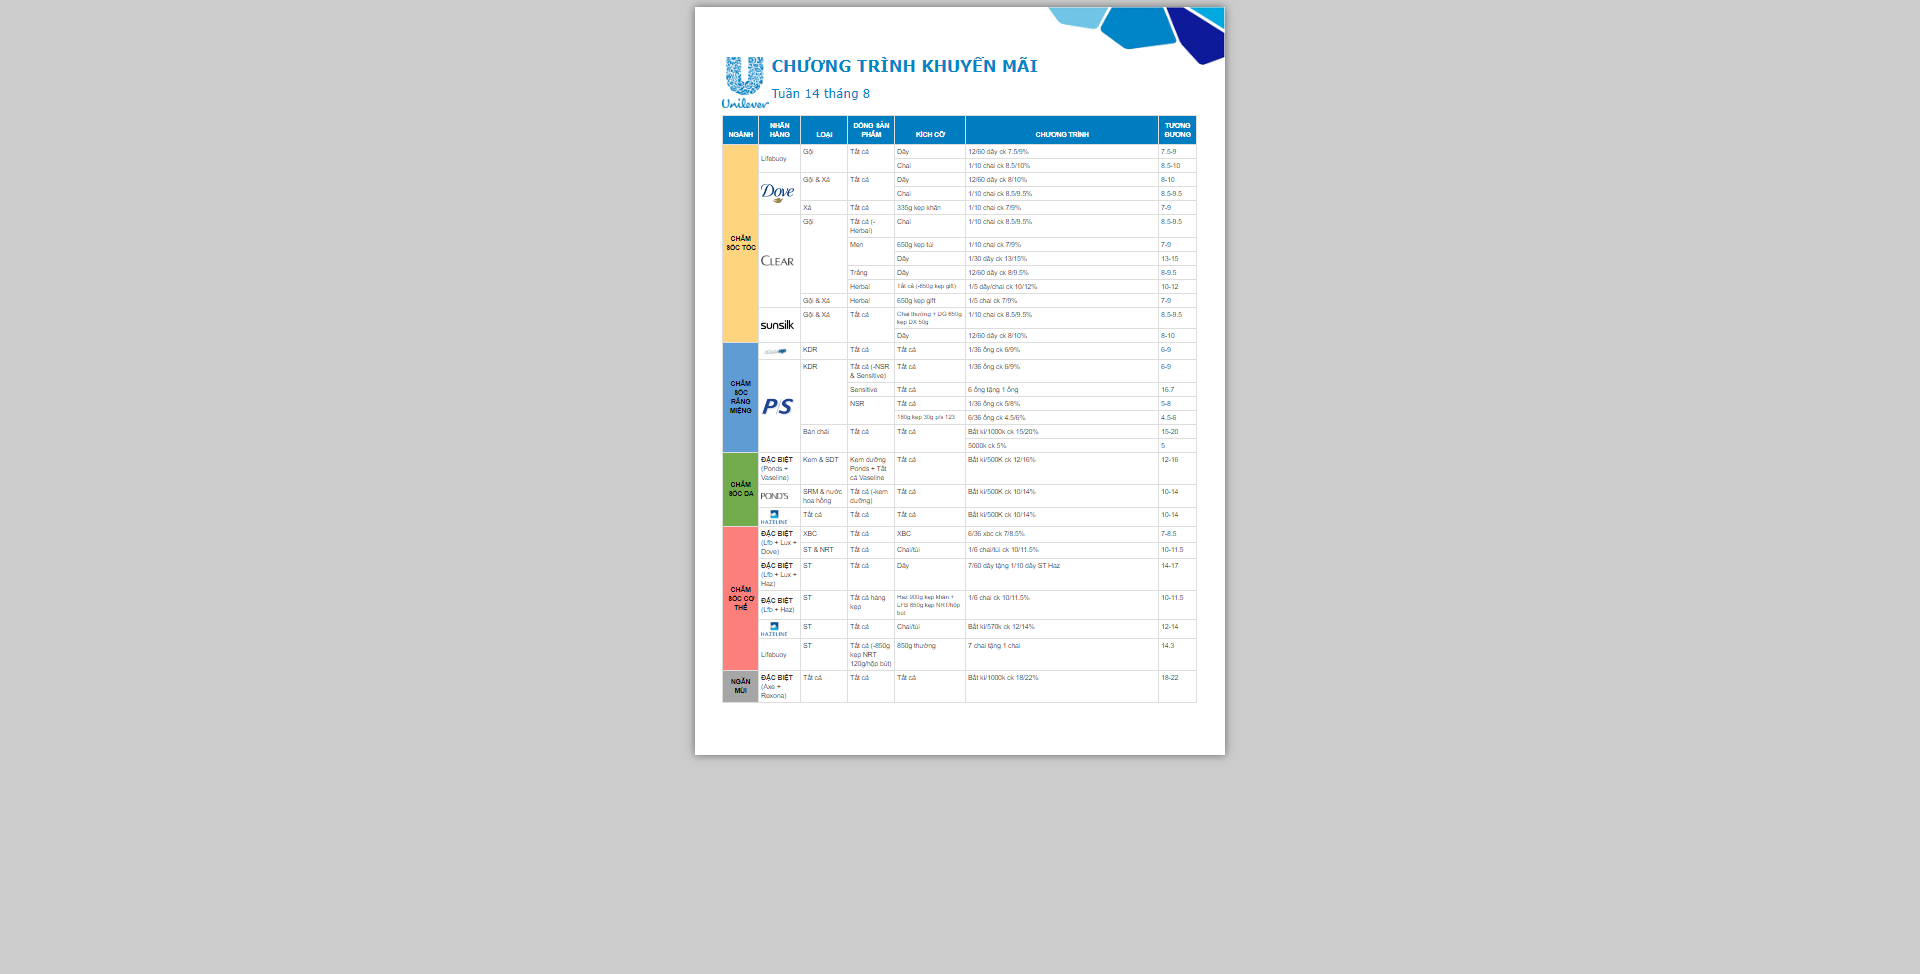 CHƯƠNG TRÌNH KHUYẾN MÃI
Unilever
Tuần 14 tháng 8
NGÀNH NHÃN HÀNG LOẠI DÒNG SẢN PHẨM KÍCH CỠ CHƯƠNG TRÌNH TƯƠNG ĐƯƠNG
CHĂM SÓC TÓC
Lifebuoy Gội Tất cả Dây 12/60 dây ck 7.5/9% 7.5-9
Chai 1/10 chai ck 8.5/10% 8.5-10
Dove Gội & Xả Tất cả Dây 12/60 dây ck 8/10% 8-10
Chai 1/10 chai ck 8.5/9.5% 8.5-9.5
Xả Tất cả 335g kẹp khăn 1/10 chai ck 7/9% 7-9
CLEAR Gội Tất cả (-Herbal) Chai 1/10 chai ck 8.5/9.5% 8.5-9.5
Men 650g kẹp túi 1/10 chai ck 7/9% 7-9
Dây 1/30 dây ck 13/15% 13-15
Trắng Dây 12/60 dây ck 8/9.5% 8-9.5
Herbal Tất cả (-650g kẹp gift) 1/5 dây/chai ck 10/12% 10-12
Gội & Xả Herbal 650g kẹp gift 1/5 chai ck 7/9% 7-9
sunsilk Gội & Xả Tất cả Chai thường + DG 650g kẹp DX 50g 1/10 chai ck 8.5/9.5% 8.5-9.5
Dây 12/60 dây ck 8/10% 8-10
CHĂM SÓC RĂNG MIỆNG
KDR Tất cả Tất cả 1/36 ống ck 6/9% 6-9
P/S KDR Tất cả (-NSR & Sensitive) Tất cả 1/36 ống ck 6/9% 6-9
Sensitive Tất cả 6 ống tặng 1 ống 16.7
NSR Tất cả 1/36 ống ck 5/8% 5-8
180g kẹp 30g p/s 123 6/36 ống ck 4.5/6% 4.5-6
Bàn chải Tất cả Tất cả Bất kì/1000k ck 15/20% 15-20
5000k ck 5% 5
CHĂM SÓC DA
ĐẶC BIỆT (Ponds + Vaseline) Kem & SDT Kem dưỡng Ponds + Tất cả Vaseline Tất cả Bất kì/500K ck 12/16% 12-16
POND'S SRM & nước hoa hồng Tất cả (-kem dưỡng) Tất cả Bất kì/500K ck 10/14% 10-14
HAZELINE Tất cả Tất cả Tất cả Bất kì/500K ck 10/14% 10-14
CHĂM SÓC CƠ THỂ
ĐẶC BIỆT (Lfb + Lux + Dove) XBC Tất cả XBC 6/36 xbc ck 7/8.5% 7-8.5
ST & NRT Tất cả Chai/túi 1/6 chai/túi ck 10/11.5% 10-11.5
ĐẶC BIỆT (Lfb + Lux + Haz) ST Tất cả Dây 7/60 dây tặng 1/10 dây ST Haz 14-17
ĐẶC BIỆT (Lfb + Haz) ST Tất cả hàng kẹp Haz 900g kẹp khăn + LFB 850g kẹp NRT/hộp bút 1/6 chai ck 10/11.5% 10-11.5
HAZELINE ST Tất cả Chai/túi Bất kì/570k ck 12/14% 12-14
Lifebuoy ST Tất cả (-850g kẹp NRT 120g/hộp bút) 850g thường 7 chai tặng 1 chai 14.3
NGĂN MÙI
ĐẶC BIỆT (Axe + Rexona) Tất cả Tất cả Tất cả Bất kì/1000k ck 18/22% 18-22